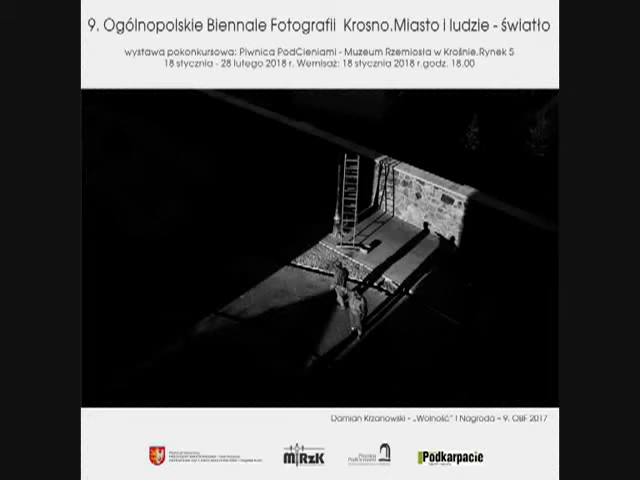 9. Ogólnopolskie Biennale Fotografii Krosno.Miasto i ludzie - światło
wystawa pokonkursowa: Piwnica PodCieniami - Muzeum Rzemiosła w Krośnie.Rynek 5
18 stycznia - 28 lutego 2018 r. Wernisaż: 18 stycznia 2018 r.godz. 18.00
Damian Krzanowski - „Wolność" I Nagroda – 9. OBF 2017
MRzK
Podkarpacie